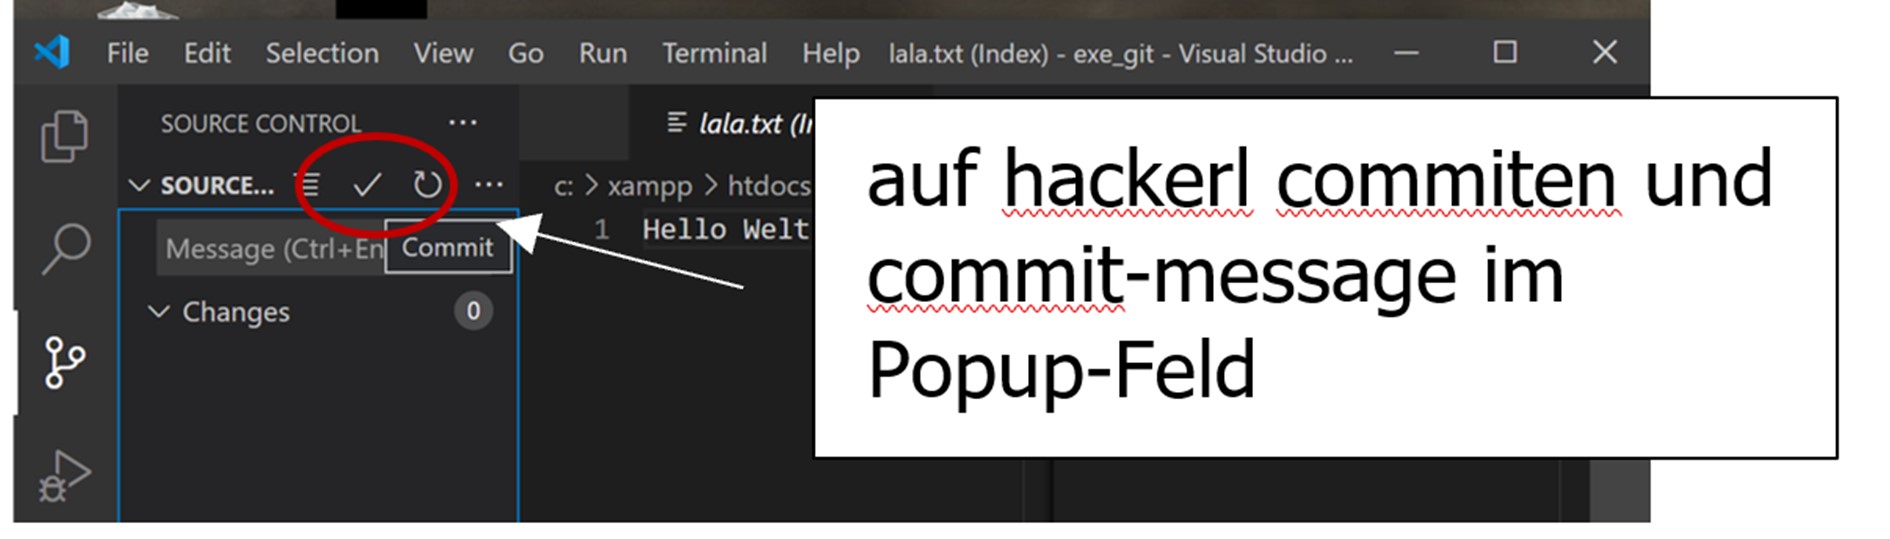 File Edit Selection View Go Run Terminal Help lala.txt (Index) - exe_git - Visual Studio ...
SOURCE CONTROL ...
lala.txt (I
SOURCE... ...
c: > xampp > htdocs
Message (Ctrl+En
Commit
1 Hello Welt
Changes 0
auf hackerl commiten und
commit-message im
Popup-Feld